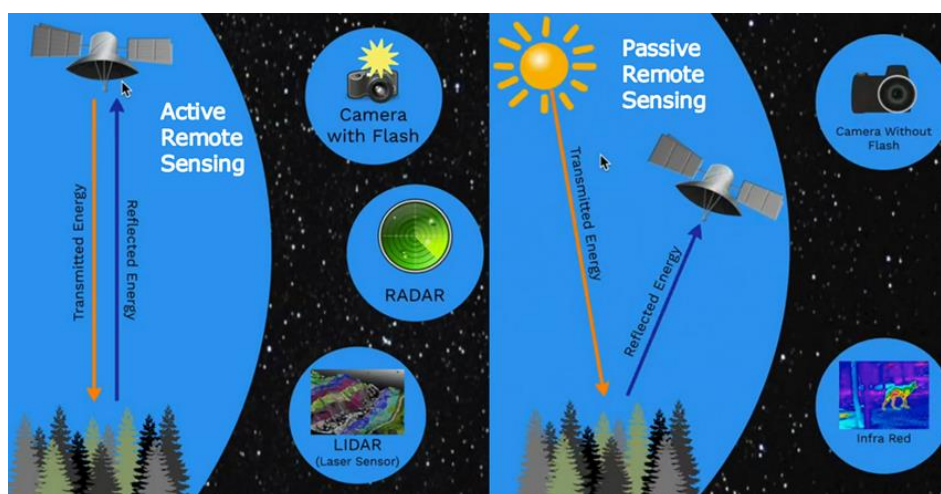 Active
Remote
Sensing
Transmitted Energy
Reflected Energy
Camera
with Flash
RADAR
LIDAR
(Laser Sensor)
Passive
Remote
Sensing
Transmitted Energy
Reflected Energy
Camera Without
Flash
Infra Red